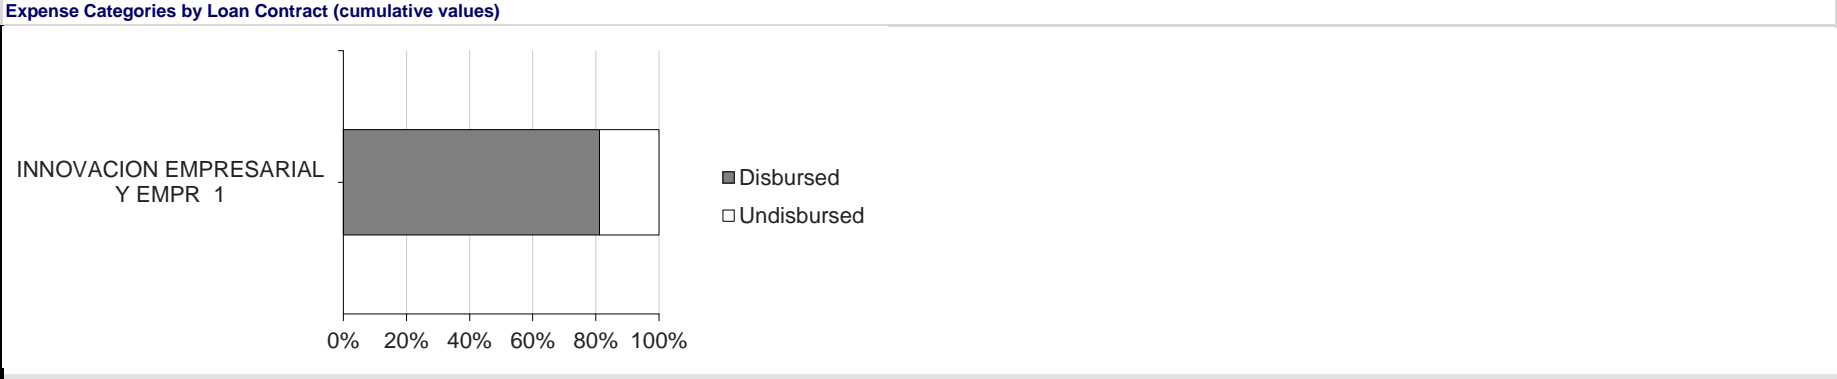 Expense Categories by Loan Contract (cumulative values)
INNOVACION EMPRESARIAL
Y EMPR  1
Disbursed
Undisbursed
0% 20% 40% 60% 80% 100%